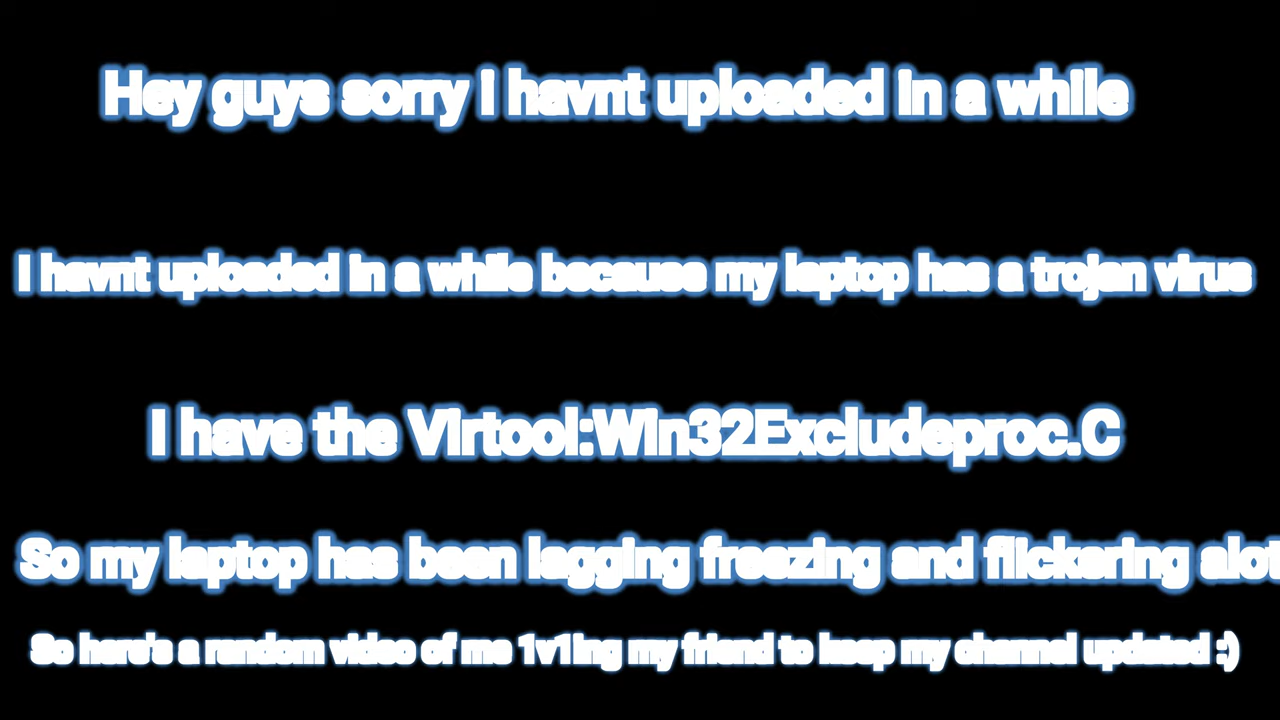 Hey guys sorry I havnt uploaded in a while
I havnt uploaded in a while because my laptop has a trojan virus
I have the Virtool:Win32Excludeproc.C
So my laptop has been lagging freezing and flickering alot
So here's a random video of me 1v1ing my friend to keep my channel updated :)